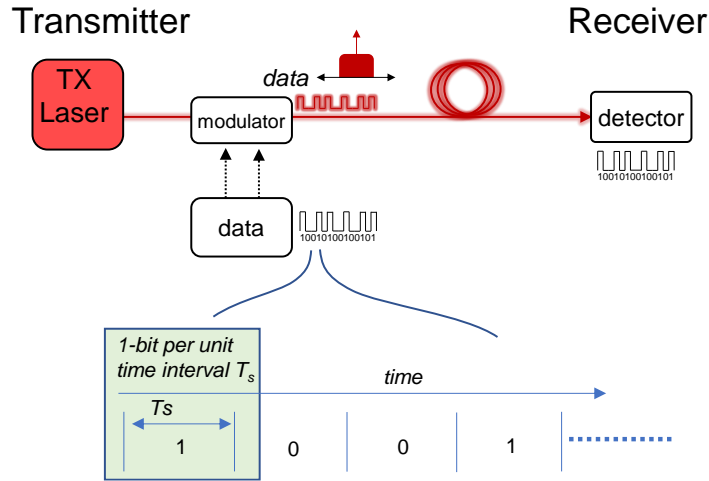 Transmitter
Receiver
TX
Laser
data
modulator
detector
10010100100101
data
10010100100101
1-bit per unit
time interval Ts
time
Ts
1
0
0
1